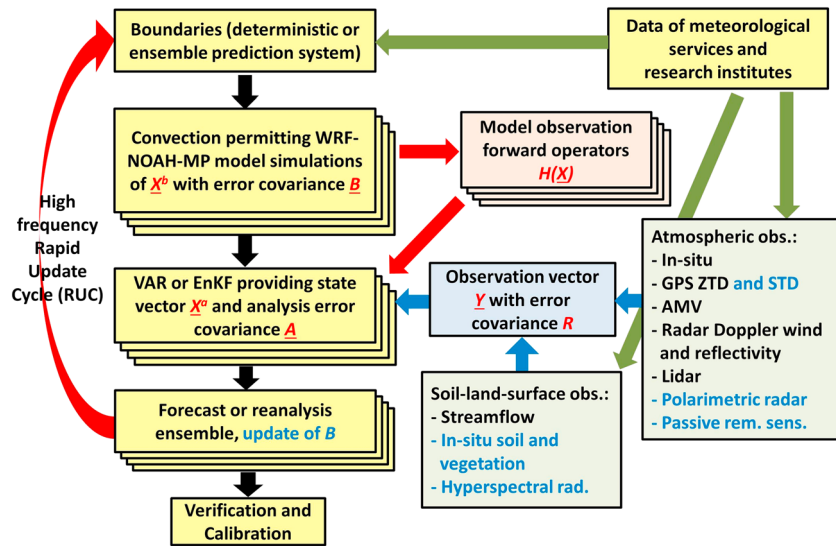 Boundaries (deterministic or
ensemble prediction system)
Data of meteorological
services and
research institutes
Convection permitting WRF-
NOAH-MP model simulations
of X^b with error covariance B
Model observation
forward operators
H(X)
High
frequency
Rapid
Update
Cycle (RUC)
VAR or EnKF providing state
vector X^a and analysis error
covariance A
Observation vector
Y with error
covariance R
Atmospheric obs.:
- In-situ
- GPS ZTD and STD
- AMV
- Radar Doppler wind
and reflectivity
- Lidar
- Polarimetric radar
- Passive rem. sens.
Forecast or reanalysis
ensemble, update of B
Soil-land-surface obs.:
- Streamflow
- In-situ soil and
vegetation
- Hyperspectral rad.
Verification and
Calibration